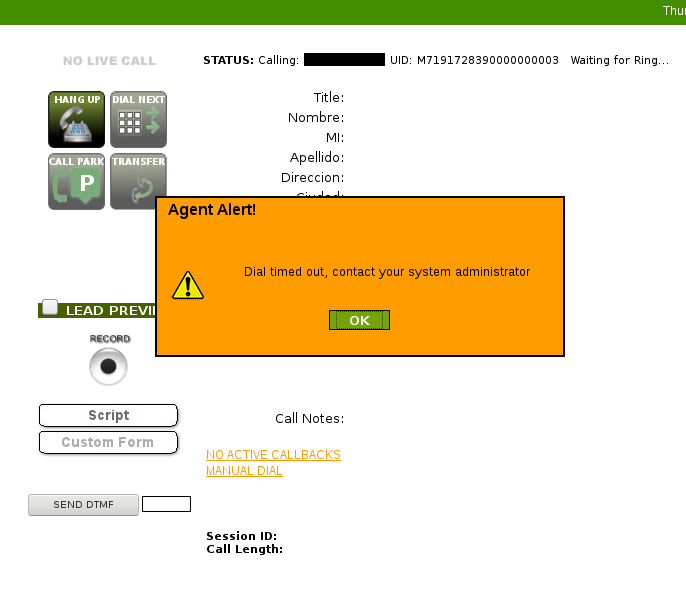 Thur
NO LIVE CALL
STATUS: Calling: UID: M7191728390000000003 Waiting for Ring...
HANG UP
DIAL NEXT
CALL PARK
P
TRANSFER
Title:
Nombre:
MI:
Apellido:
Direccion:
Ciudad:
Agent Alert!
Dial timed out, contact your system administrator
OK
LEAD PREVI
RECORD
Script
Custom Form
Call Notes:
NO ACTIVE CALLBACKS
MANUAL DIAL
SEND DTMF
Session ID:
Call Length: